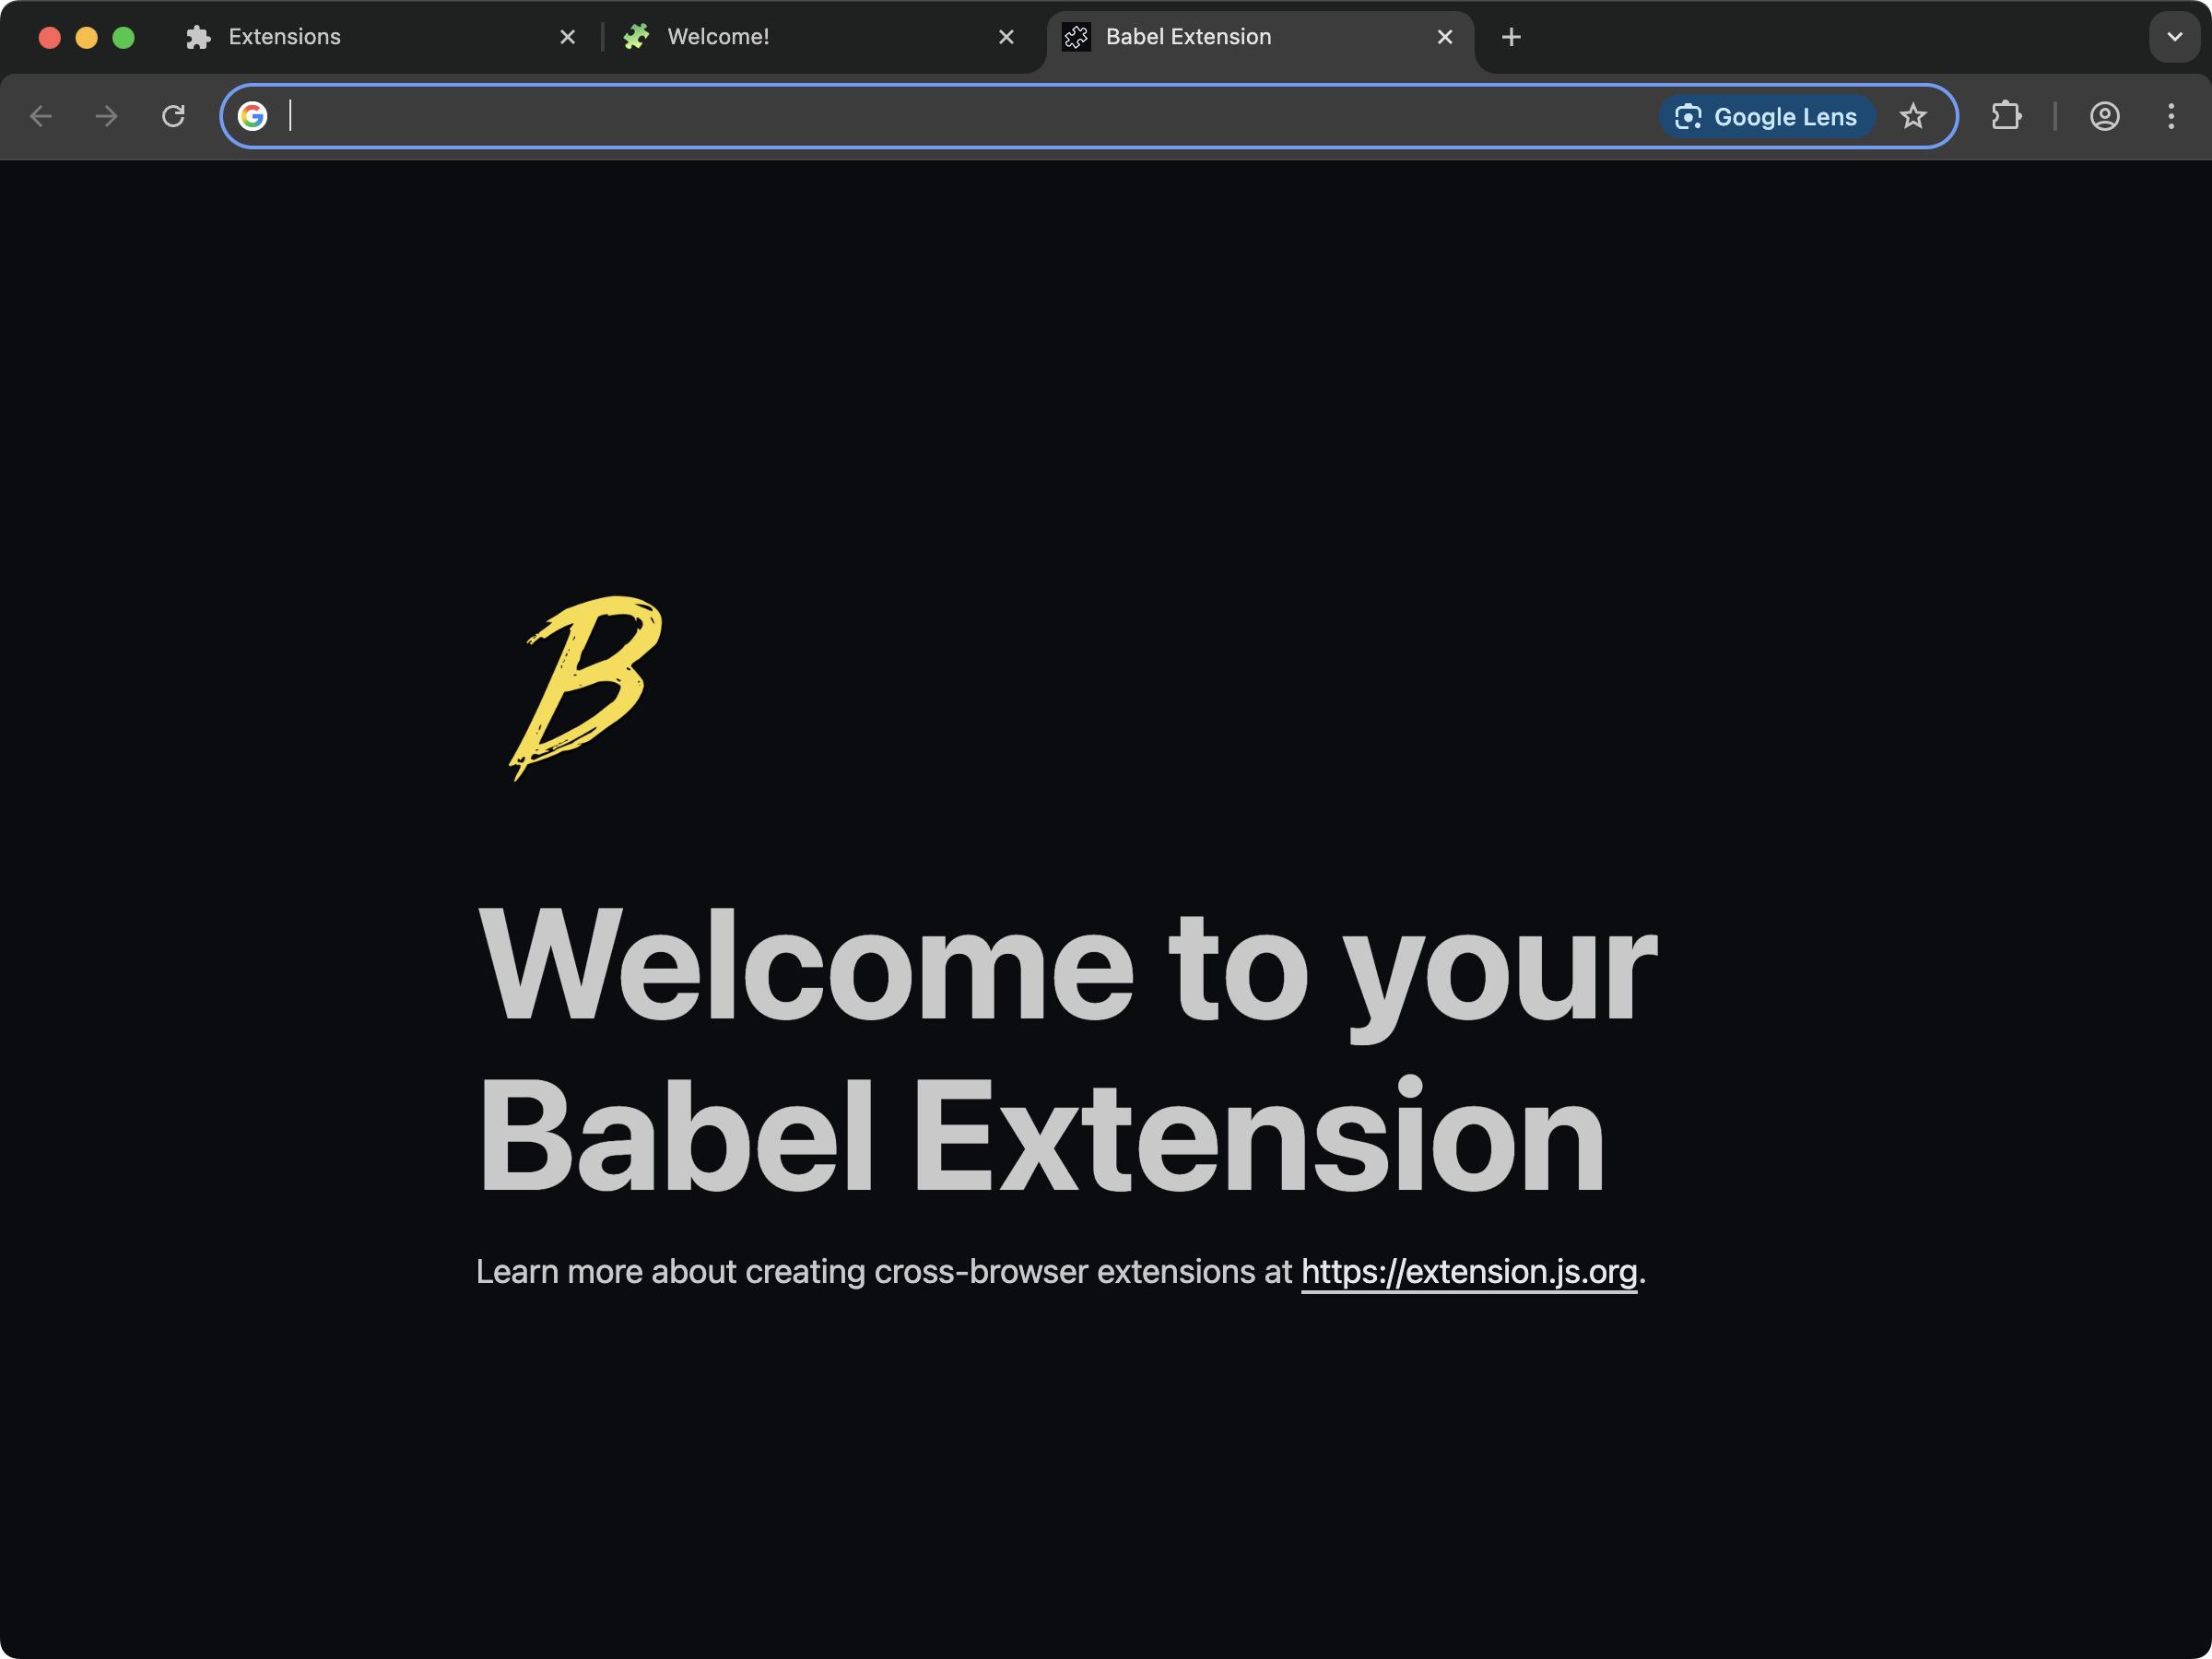 Extensions
Welcome!
Babel Extension
Google Lens
B
Welcome to your
Babel Extension
Learn more about creating cross-browser extensions at https://extension.js.org.